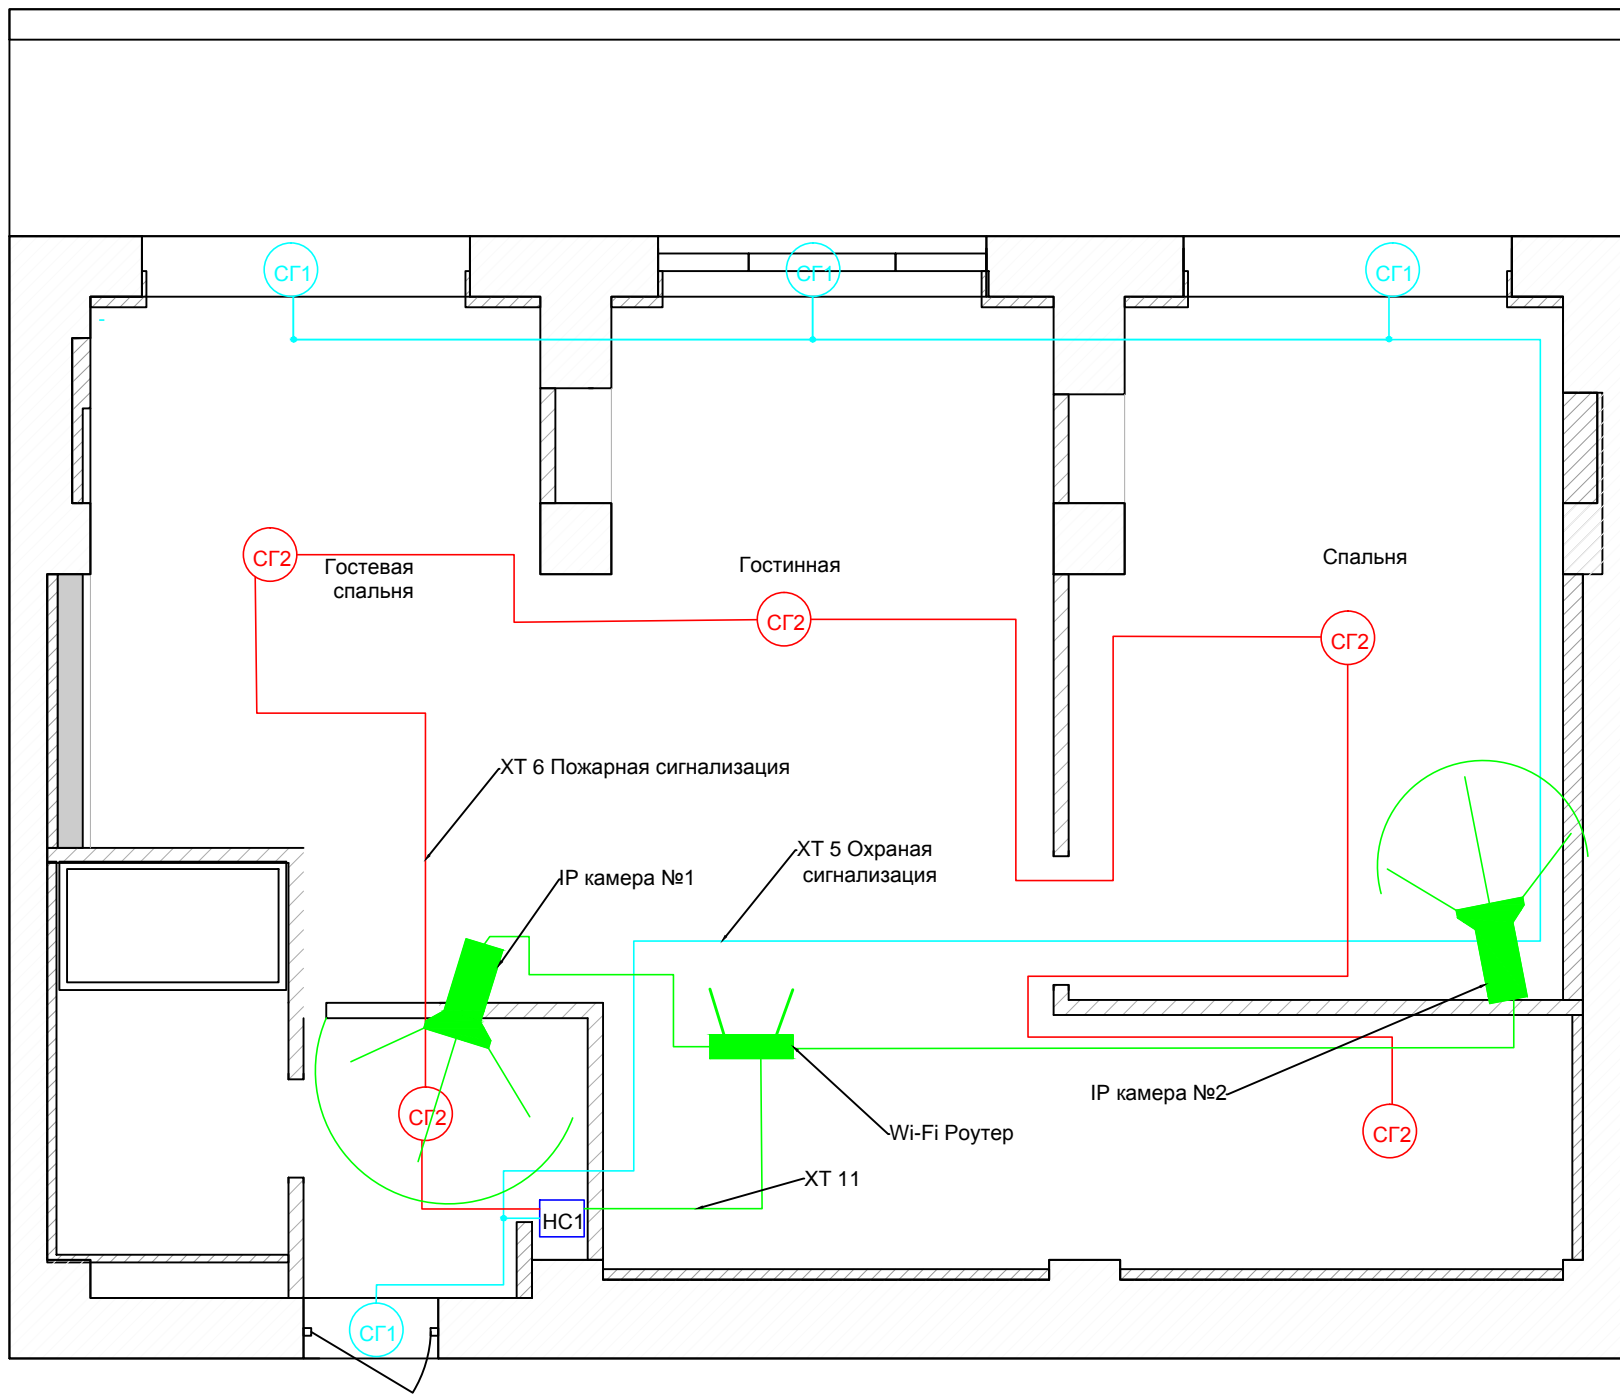 СГ1
СГ1
СГ1
СГ2
Гостевая
спальня
Гостинная
СГ2
Спальня
СГ2
ХТ 6 Пожарная сигнализация
ХТ 5 Охраная
сигнализация
IP камера №1
IP камера №2
СГ2
Wi-Fi Роутер
СГ2
ХТ 11
НС1
СГ1